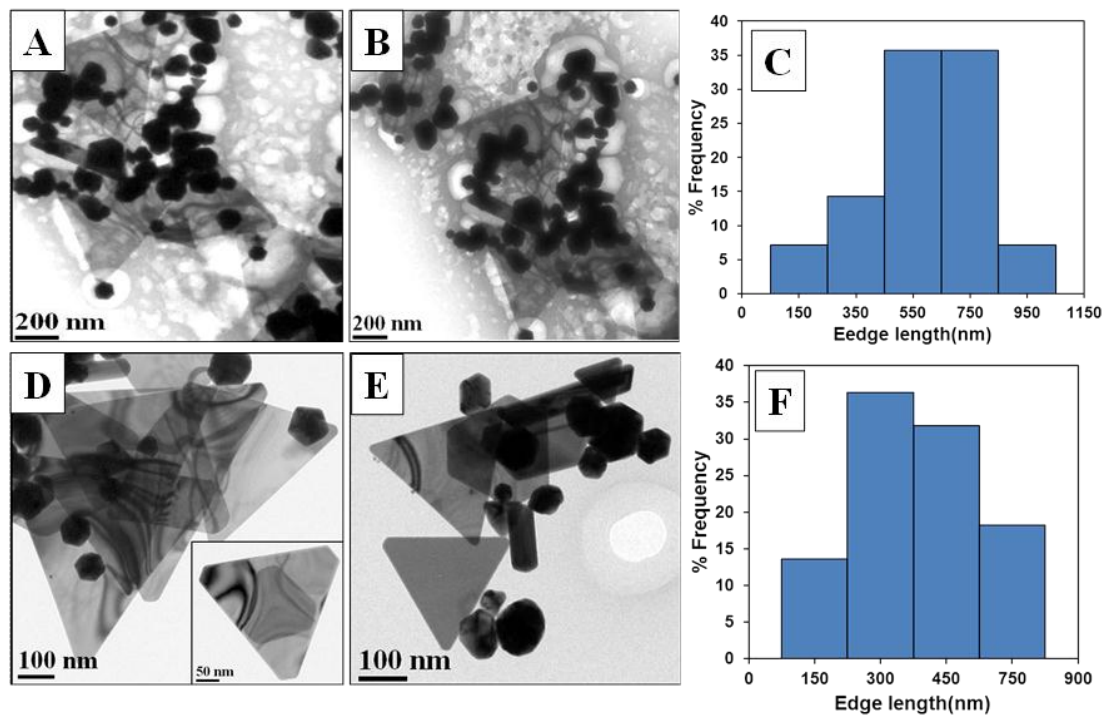 A
200 nm
B
200 nm
C
40
35
30
25
20
15
10
5
0
% Frequency
150 350 550 750 950 1150
Eedge length(nm)
D
100 nm
50 nm
E
100 nm
F
40
35
30
25
20
15
10
5
0
% Frequency
0 150 300 450 600 750 900
Edge length(nm)